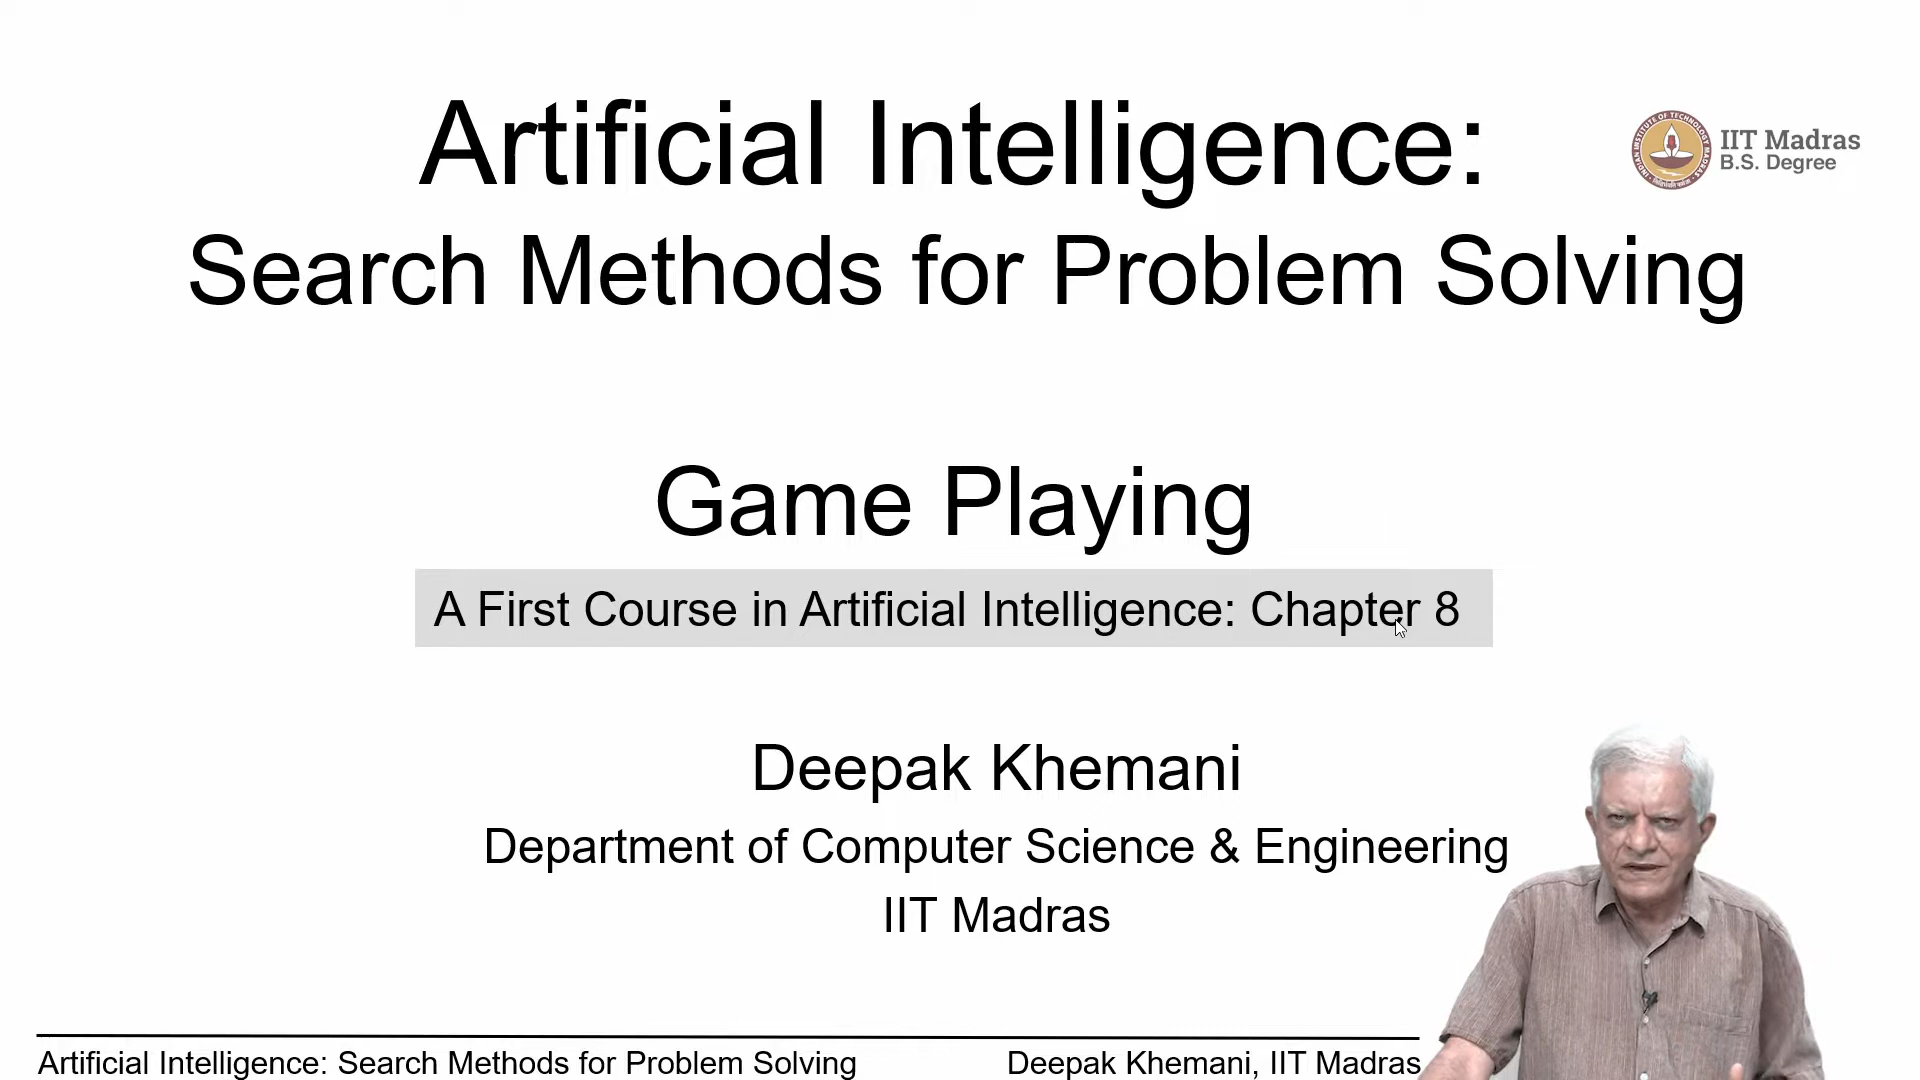 Artificial Intelligence:
IIT Madras
B.S. Degree
Search Methods for Problem Solving
Game Playing
A First Course in Artificial Intelligence: Chapter 8
Deepak Khemani
Department of Computer Science & Engineering
IIT Madras
Artificial Intelligence: Search Methods for Problem Solving
Deepak Khemani, IIT Madras